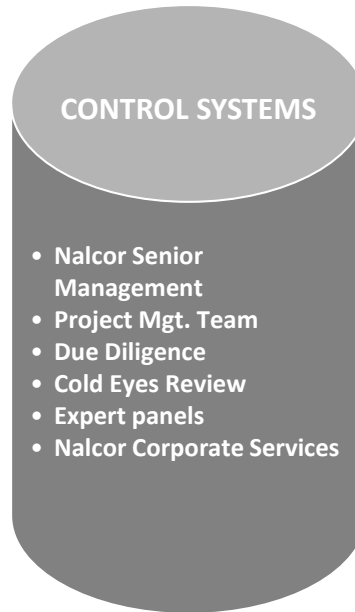 CONTROL SYSTEMS
• Nalcor Senior
Management
• Project Mgt. Team
• Due Diligence
• Cold Eyes Review
• Expert panels
• Nalcor Corporate Services